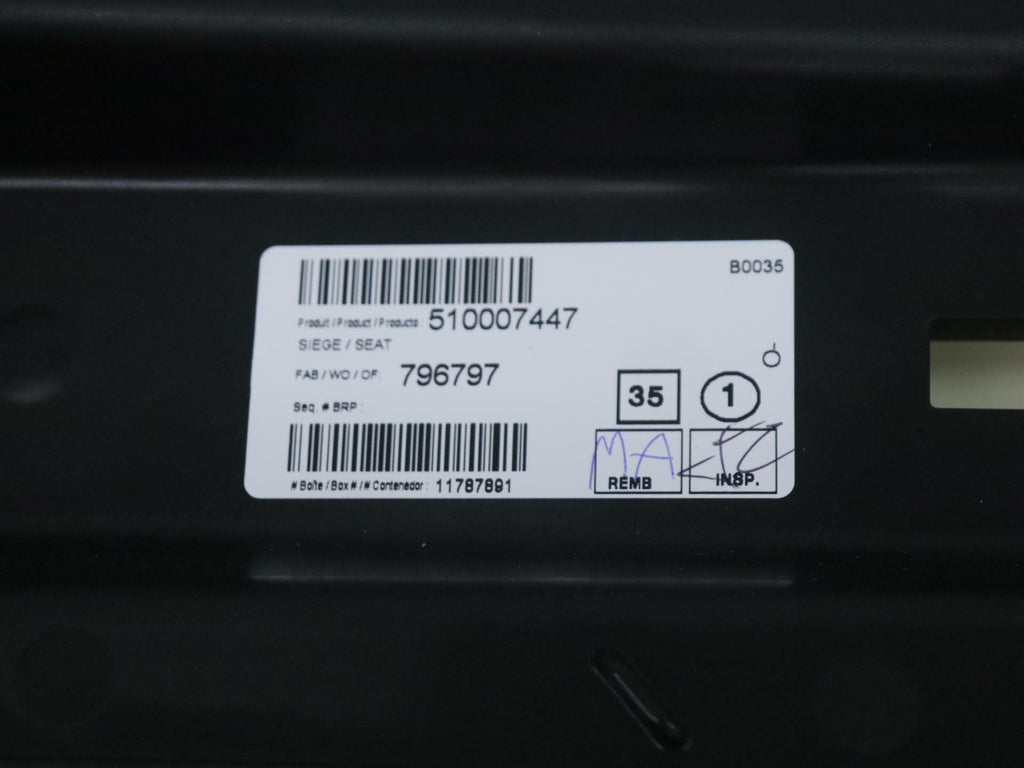 B0035
Produit / Product / Producto : 510007447
SIEGE / SEAT
FAB / WO / OF: 796797
Seq. # BRP :
35 1
MA
REMB INSP.
# Boîte / Box # / # Contenedor : 11787891